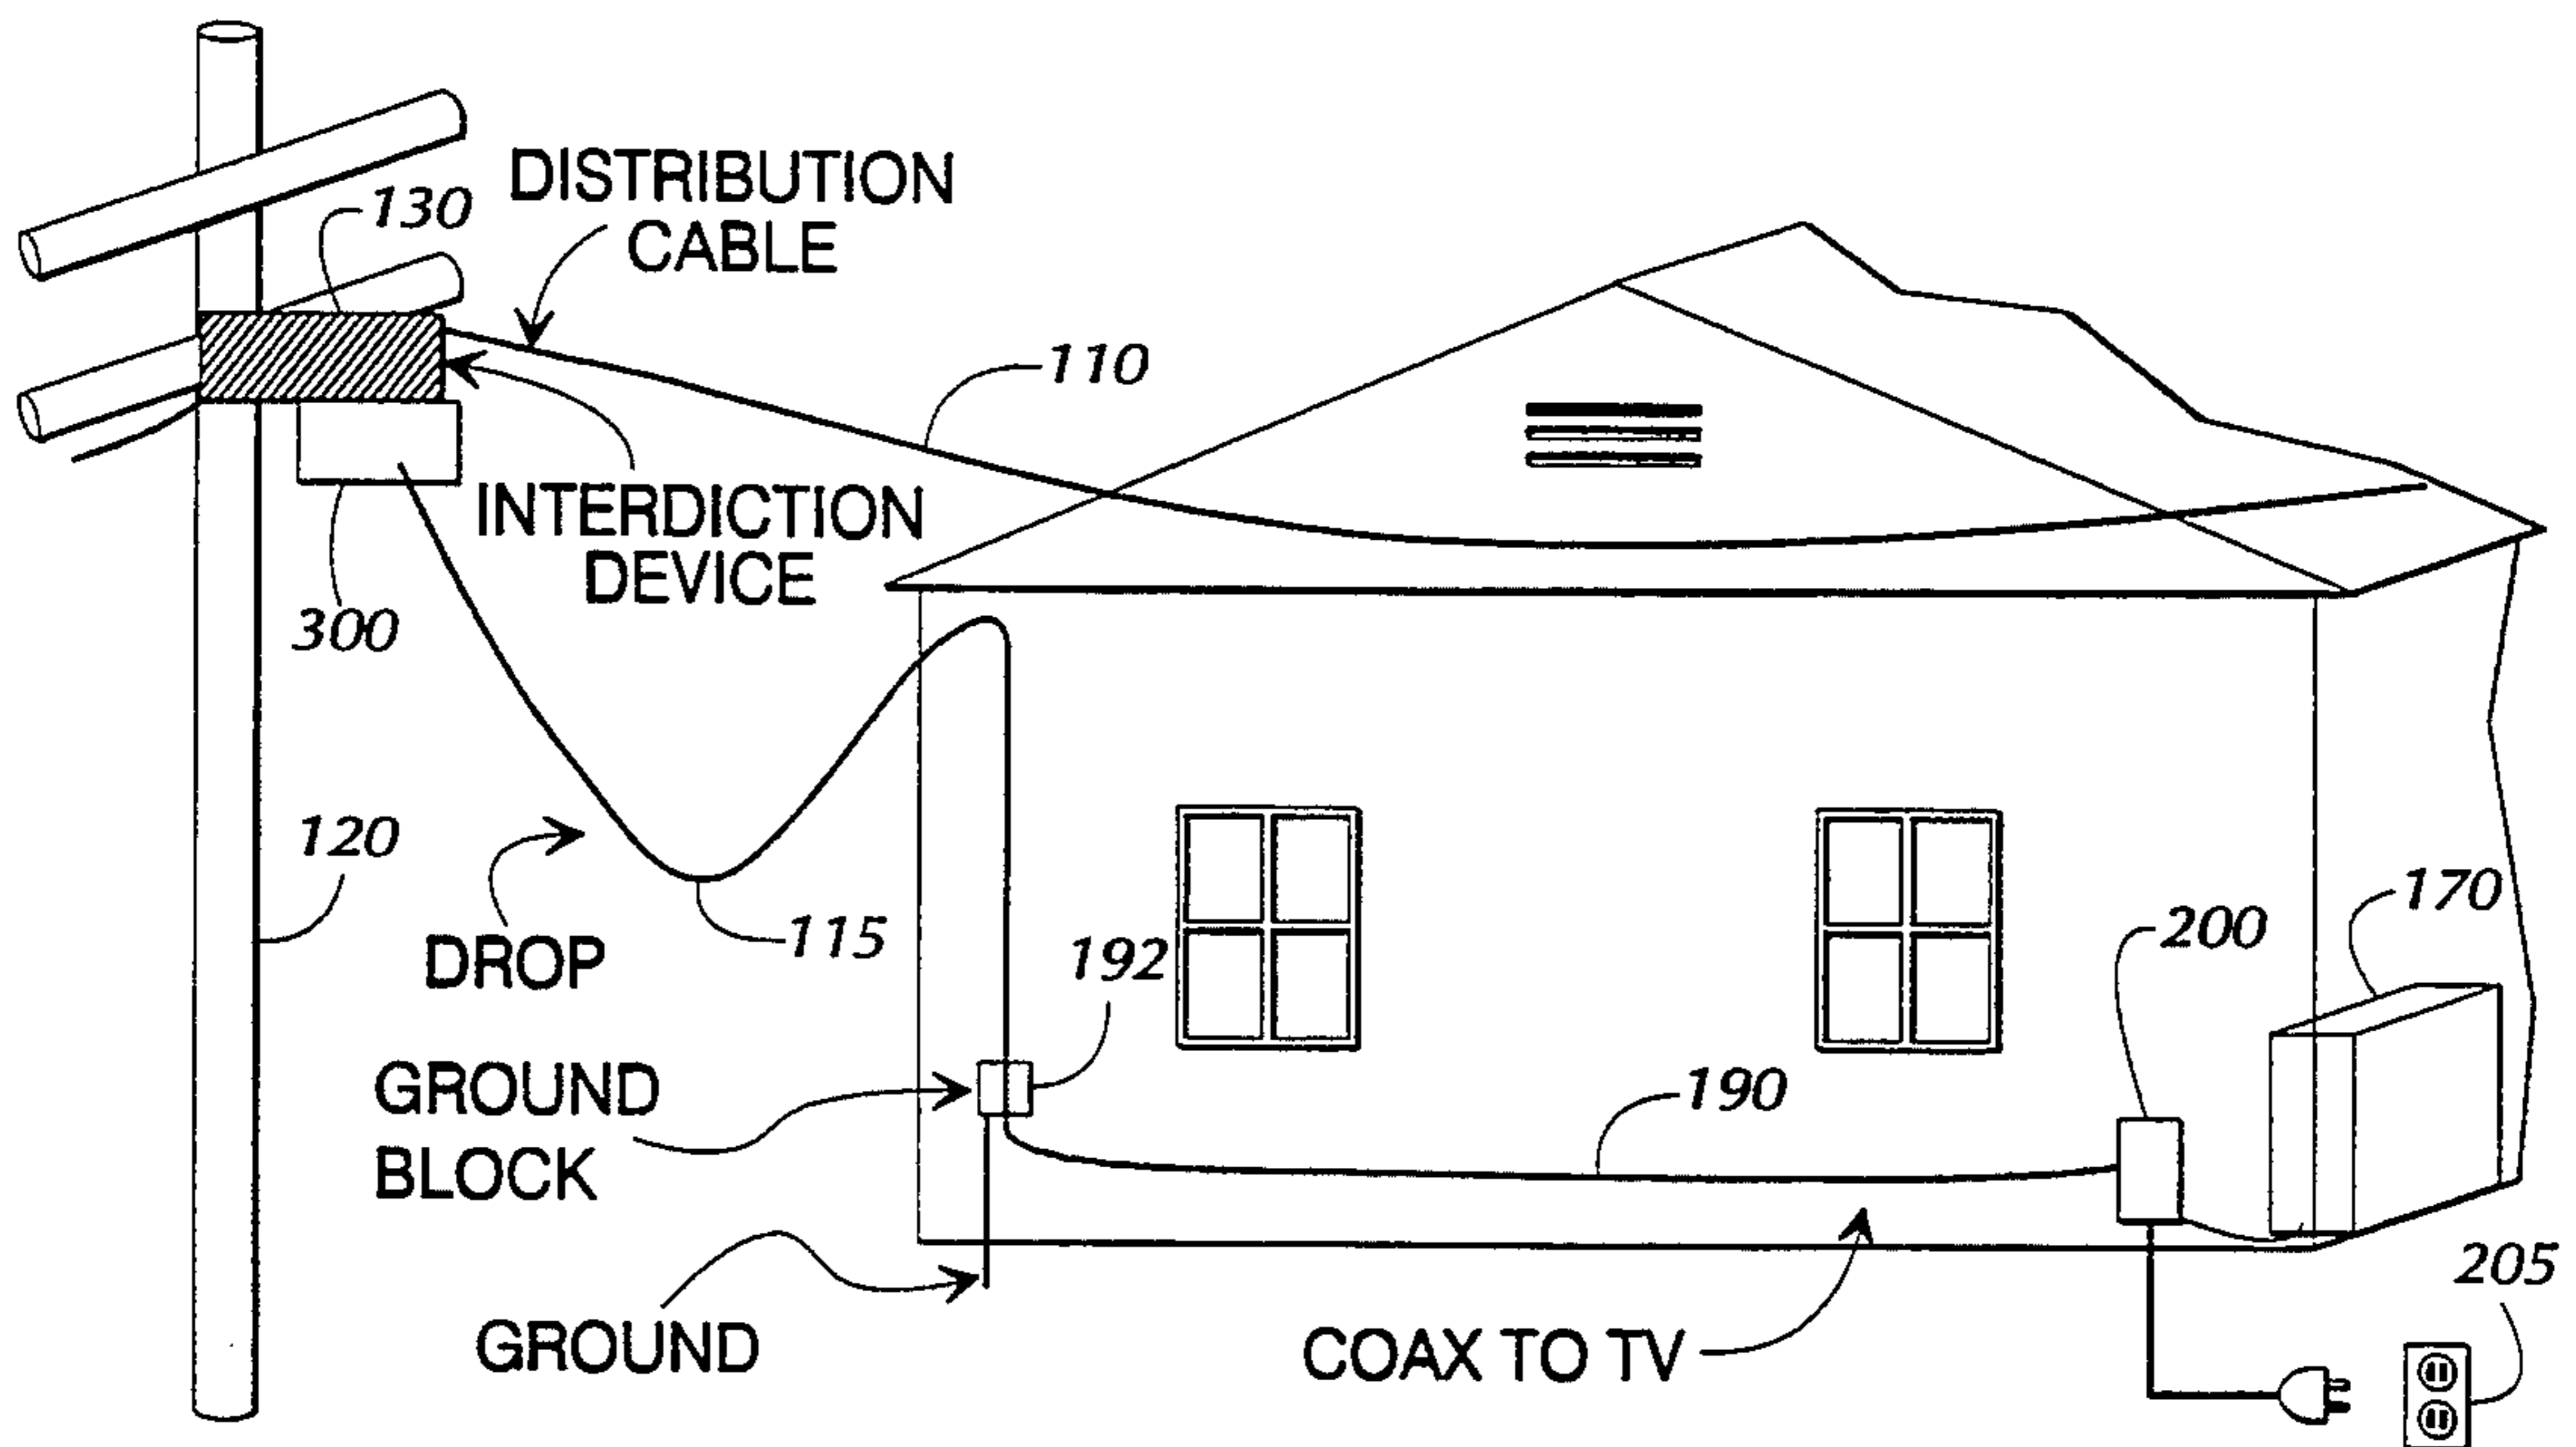 130
DISTRIBUTION
CABLE
110
INTERDICTION
DEVICE
300
120
DROP
115
192
170
200
GROUND
BLOCK
190
GROUND
COAX TO TV
205